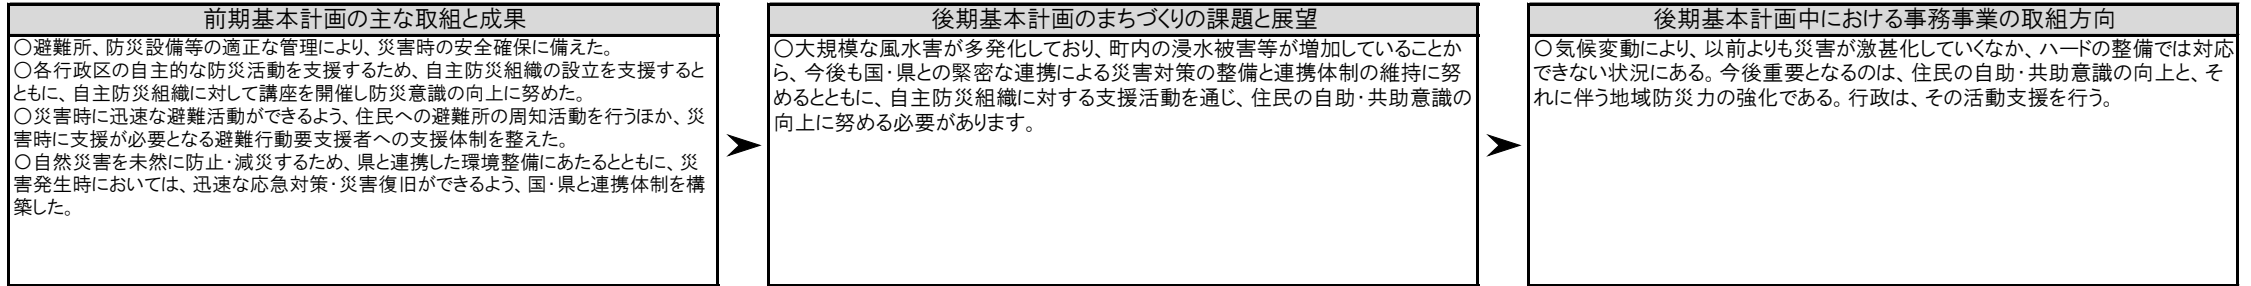 前期基本計画の主な取組と成果
○避難所、防災設備等の適正な管理により、災害時の安全確保に備えた。
○各行政区の自主的な防災活動を支援するため、自主防災組織の設立を支援すると
ともに、自主防災組織に対して講座を開催し防災意識の向上に努めた。
○災害時に迅速な避難活動ができるよう、住民への避難所の周知活動を行うほか、災
害時に支援が必要となる避難行動要支援者への支援体制を整えた。
○自然災害を未然に防止・減災するため、県と連携した環境整備にあたるとともに、災
害発生時においては、迅速な応急対策・災害復旧ができるよう、国・県と連携体制を構
築した。
後期基本計画のまちづくりの課題と展望
○大規模な風水害が多発化しており、町内の浸水被害等が増加していることか
ら、今後も国・県との緊密な連携による災害対策の整備と連携体制の維持に努
めるとともに、自主防災組織に対する支援活動を通じ、住民の自助・共助意識の
向上に努める必要があります。
後期基本計画中における事務事業の取組方向
○気候変動により、以前よりも災害が激甚化していくなか、ハードの整備では対応
できない状況にある。今後重要となるのは、住民の自助・共助意識の向上と、そ
れに伴う地域防災力の強化である。行政は、その活動支援を行う。